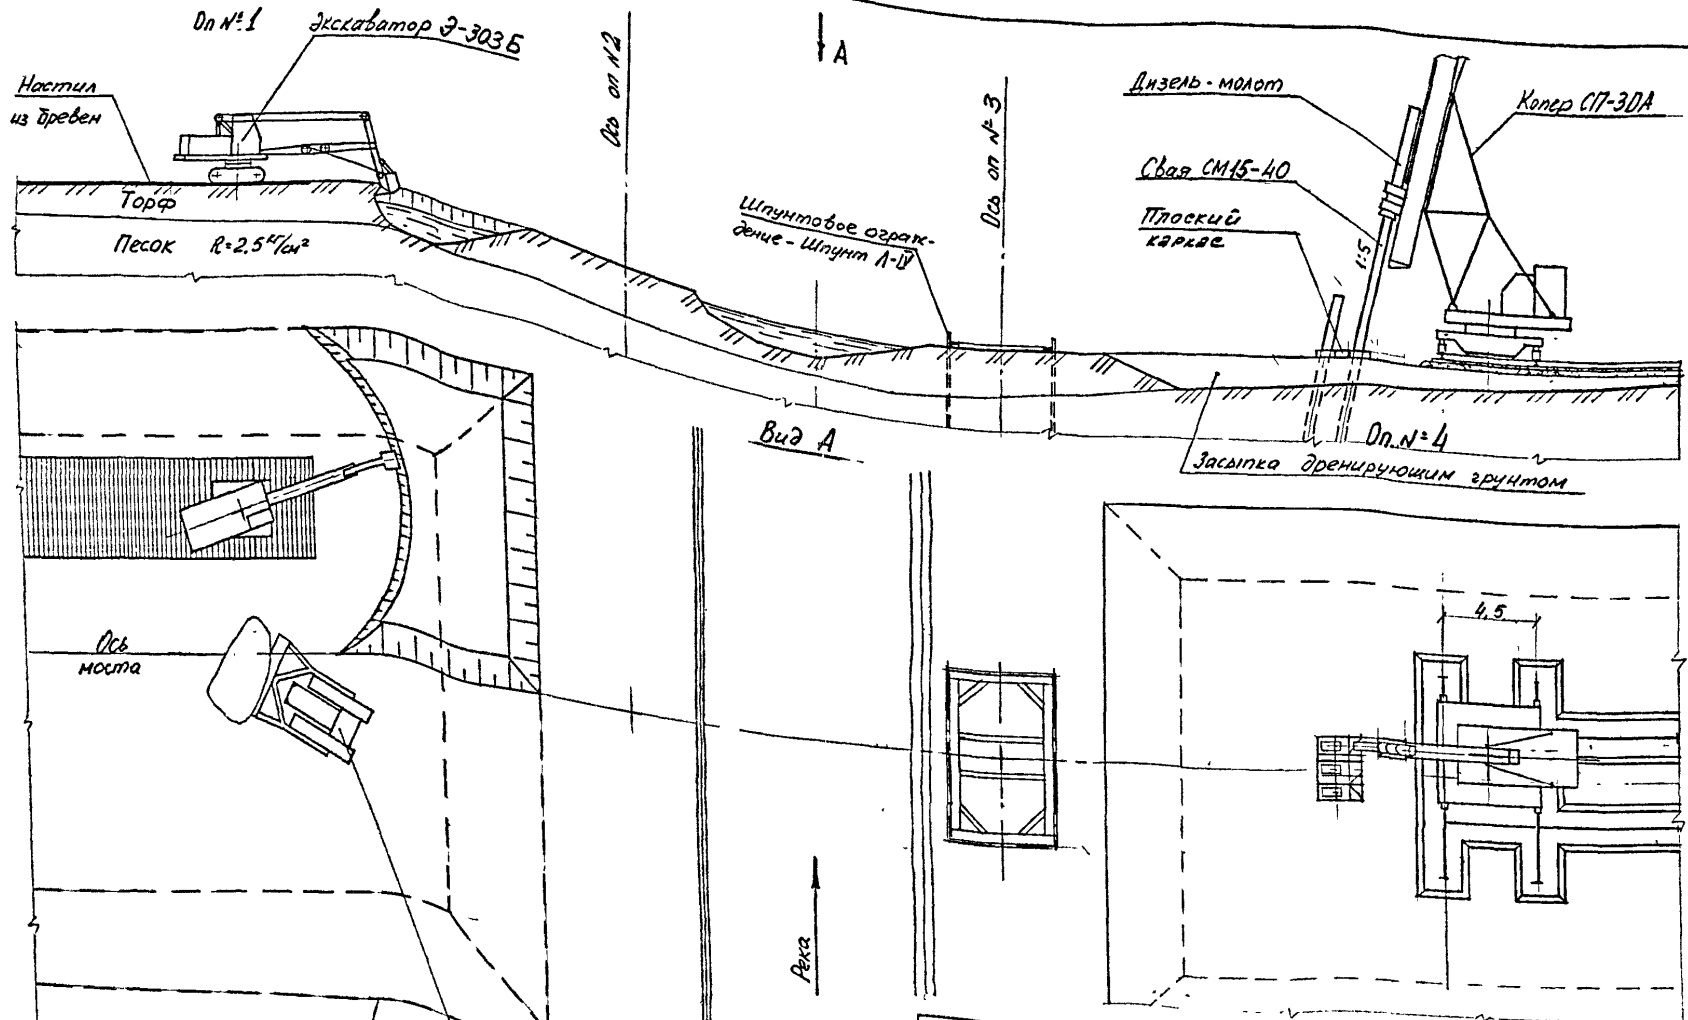 Оп №1
Экскаватор Э-303Б
Ось оп №2
А
Настил
из бревен
Ось оп №3
Дизель-молот
Копер СП-30А
Свая СМ15-40
Торф
Песок R=2,5 кг/см²
Шпунтовое ограж-
дение - Шпунт Л-IV
Плоский
каркас
1:5
Вид А
Оп. №4
Засыпка дренирующим грунтом
4,5
Ось
моста
Река